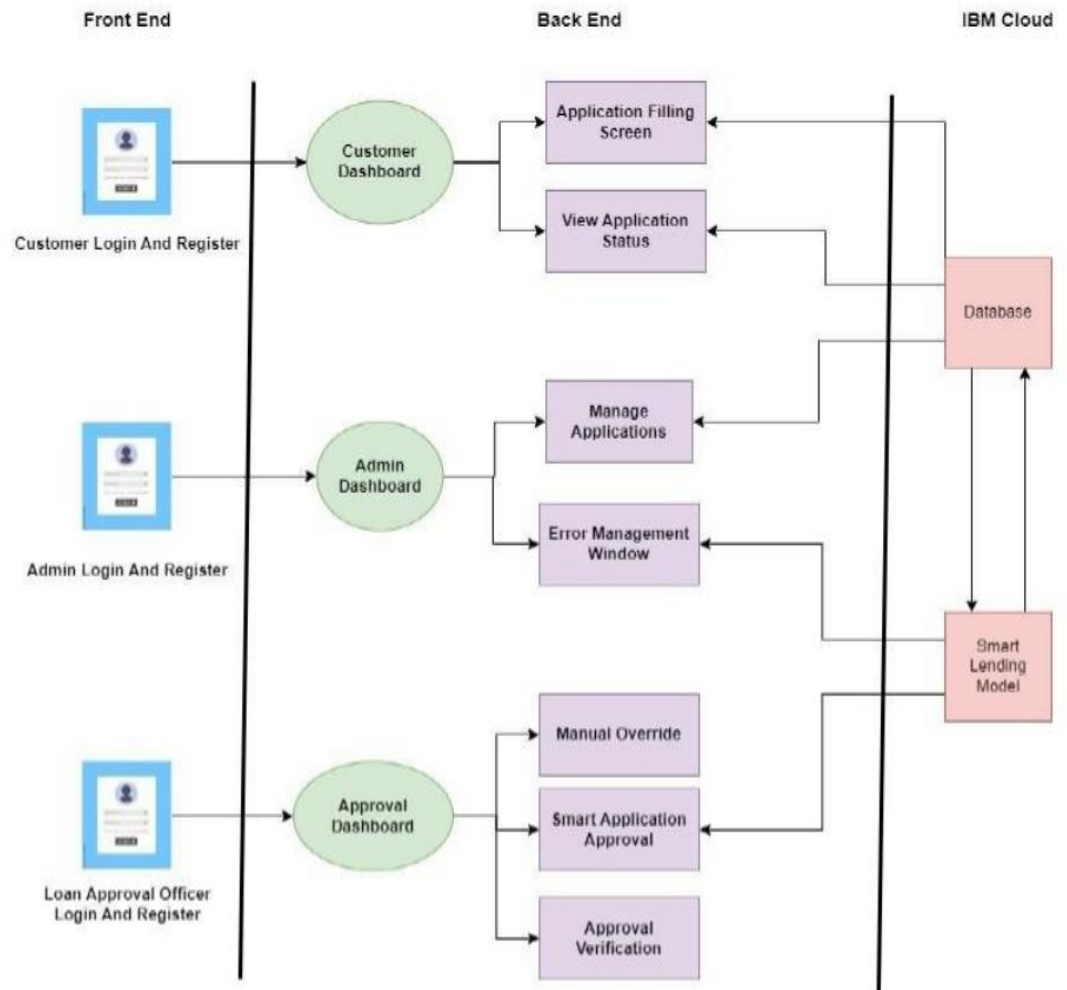 Front End
Back End
IBM Cloud
Customer Login And Register
Customer
Dashboard
Application Filling
Screen
View Application
Status
Database
Admin Login And Register
Admin
Dashboard
Manage
Applications
Error Management
Window
Smart
Lending
Model
Loan Approval Officer
Login And Register
Approval
Dashboard
Manual Override
Smart Application
Approval
Approval
Verification